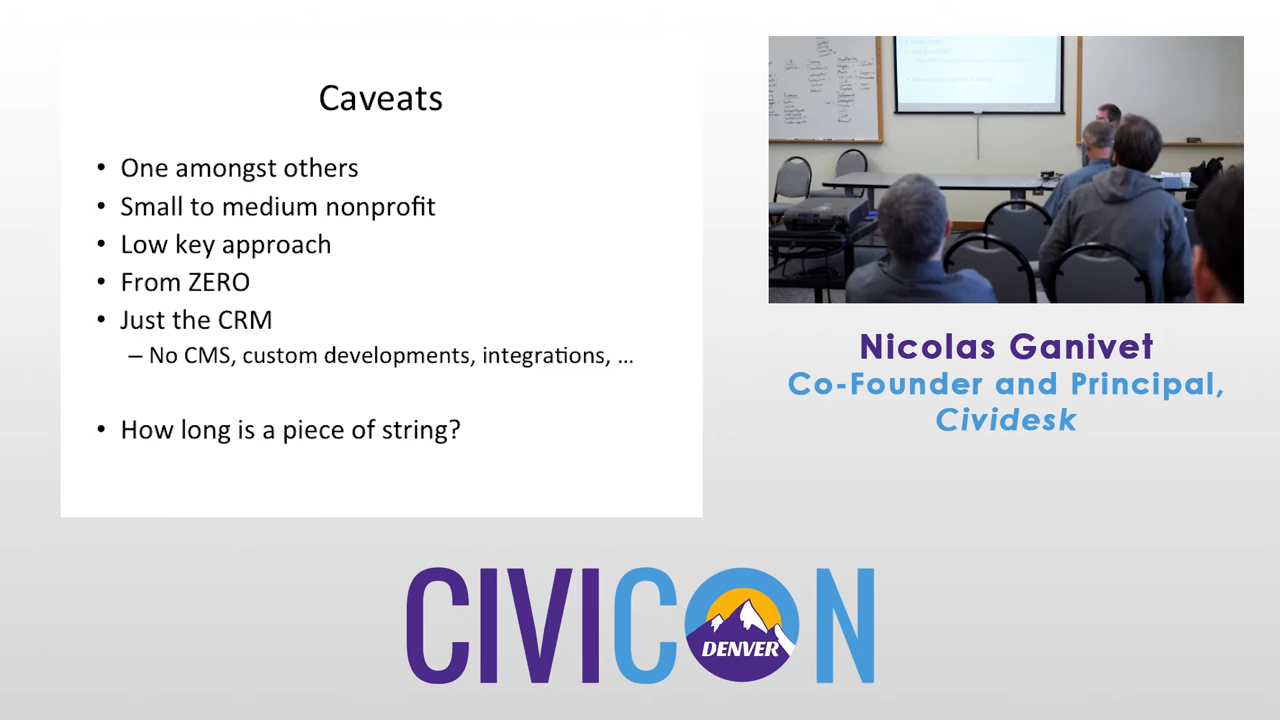 Caveats
• One amongst others
• Small to medium nonprofit
• Low key approach
• From ZERO
• Just the CRM
– No CMS, custom developments, integrations, ...
• How long is a piece of string?
Nicolas Ganivet
Co-Founder and Principal,
Cividesk
CIVICON
DENVER